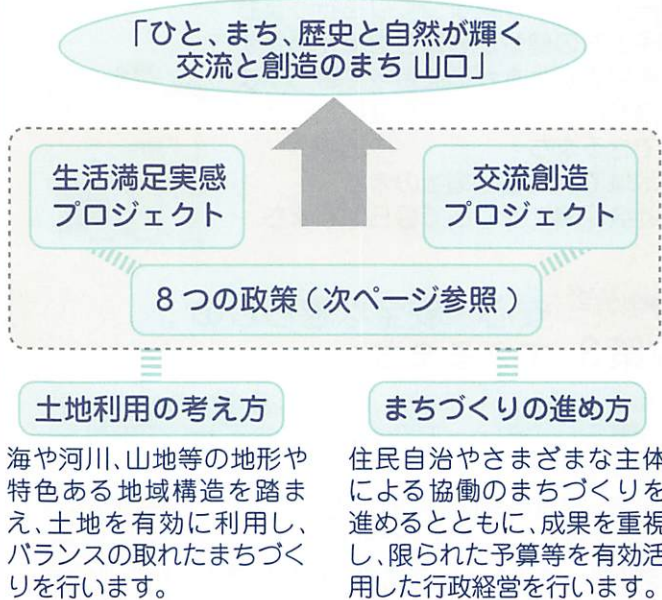 「ひと、まち、歴史と自然が輝く
交流と創造のまち 山口」
生活満足実感
プロジェクト
交流創造
プロジェクト
8つの政策(次ページ参照)
土地利用の考え方
海や河川、山地等の地形や
特色ある地域構造を踏ま
え、土地を有効に利用し、
バランスの取れたまちづく
りを行います。
まちづくりの進め方
住民自治やさまざまな主体
による協働のまちづくりを
進めるとともに、成果を重視
し、限られた予算等を有効活
用した行政経営を行います。